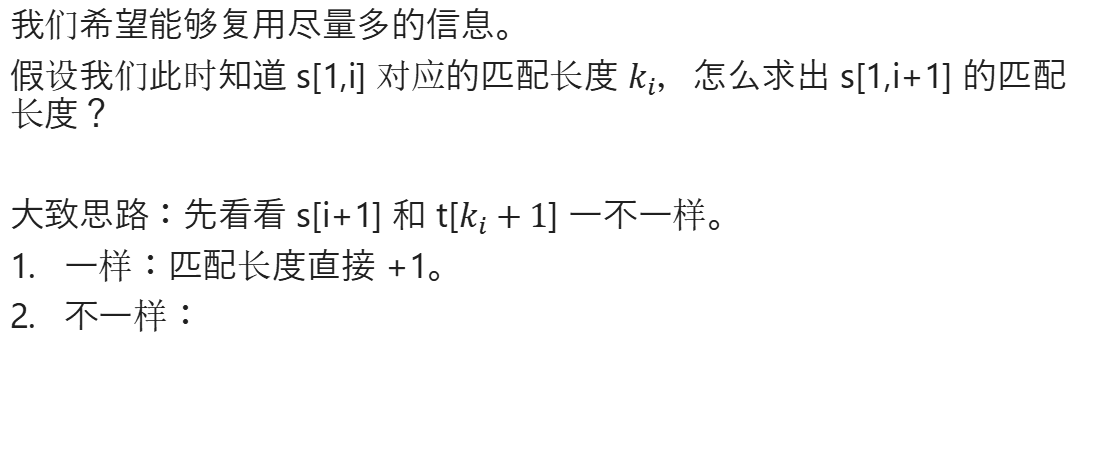 我们希望能够复用尽量多的信息。
假设我们此时知道 s[1,i] 对应的匹配长度 𝑘ᵢ，怎么求出 s[1,i+1] 的匹配
长度？
大致思路：先看看 s[i+1] 和 t[𝑘ᵢ + 1] 一不一样。
1. 一样：匹配长度直接 +1。
2. 不一样：